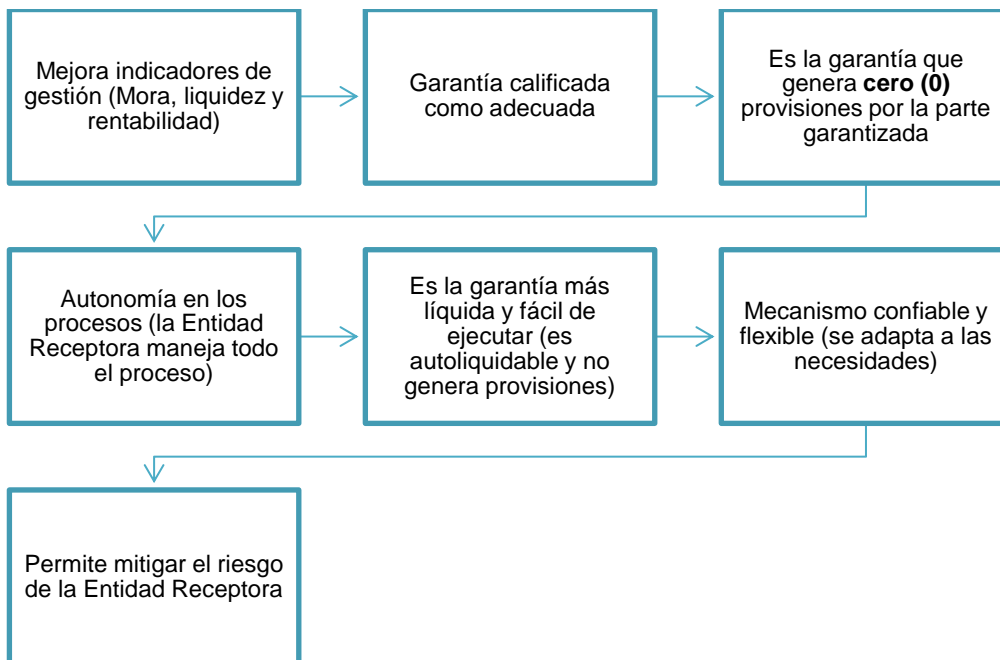 Mejora indicadores de
gestión (Mora, liquidez y
rentabilidad)
Garantía calificada
como adecuada
Es la garantía que
genera cero (0)
provisiones por la parte
garantizada
Autonomía en los
procesos (la Entidad
Receptora maneja todo
el proceso)
Es la garantía más
líquida y fácil de
ejecutar (es
autoliquidable y no
genera provisiones)
Mecanismo confiable y
flexible (se adapta a las
necesidades)
Permite mitigar el riesgo
de la Entidad Receptora